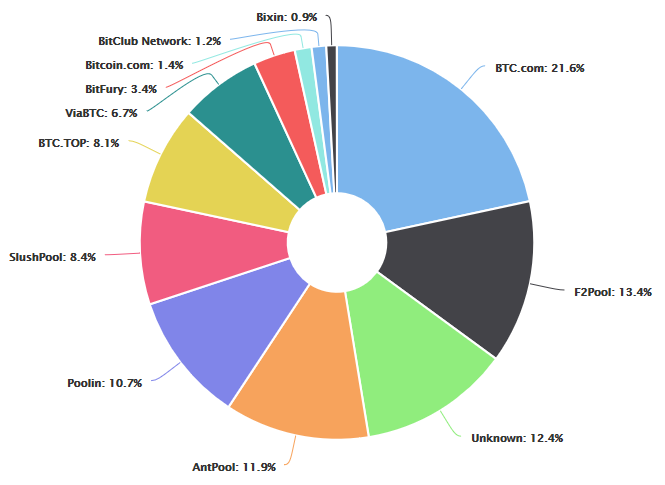 Bixin: 0.9%
BitClub Network: 1.2%
Bitcoin.com: 1.4%
BitFury: 3.4%
ViaBTC: 6.7%
BTC.TOP: 8.1%
SlushPool: 8.4%
Poolin: 10.7%
AntPool: 11.9%
Unknown: 12.4%
F2Pool: 13.4%
BTC.com: 21.6%